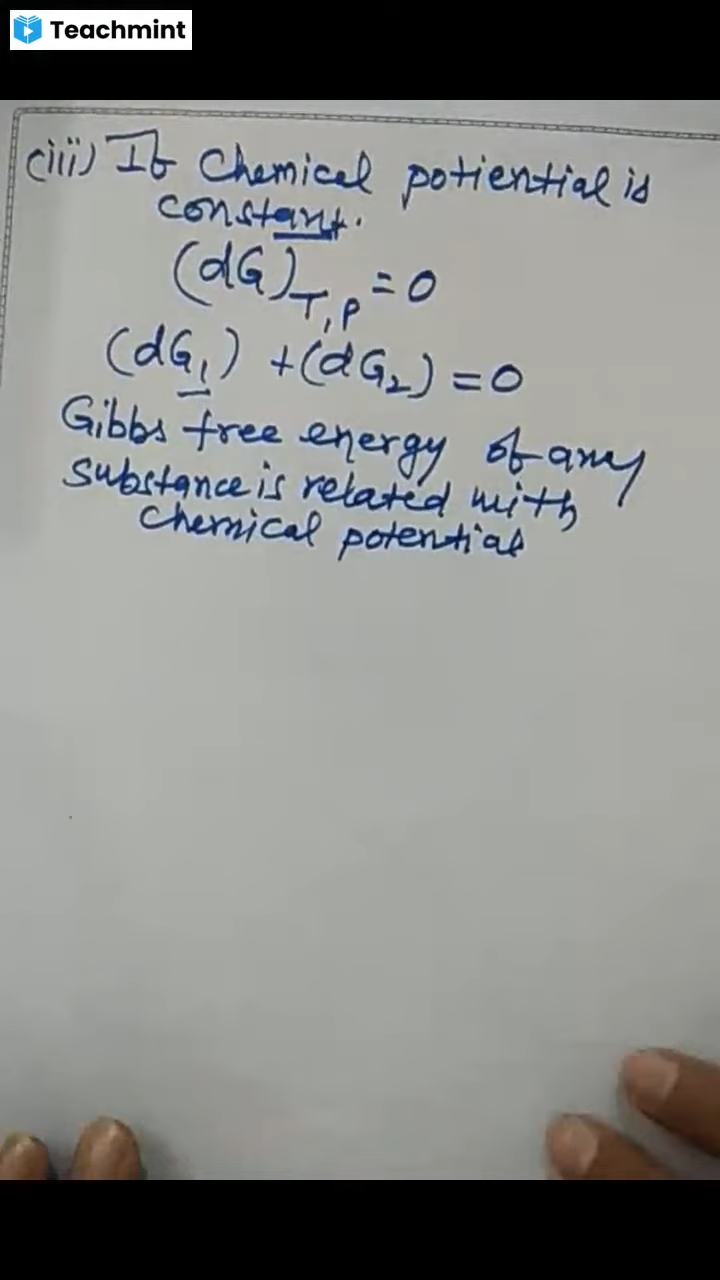 Teachmint
(iii) If Chemical potiential is
constant.
(dG)T,P = 0
(dG1) + (dG2) = 0
Gibbs free energy of any
substance is related with
chemical potential